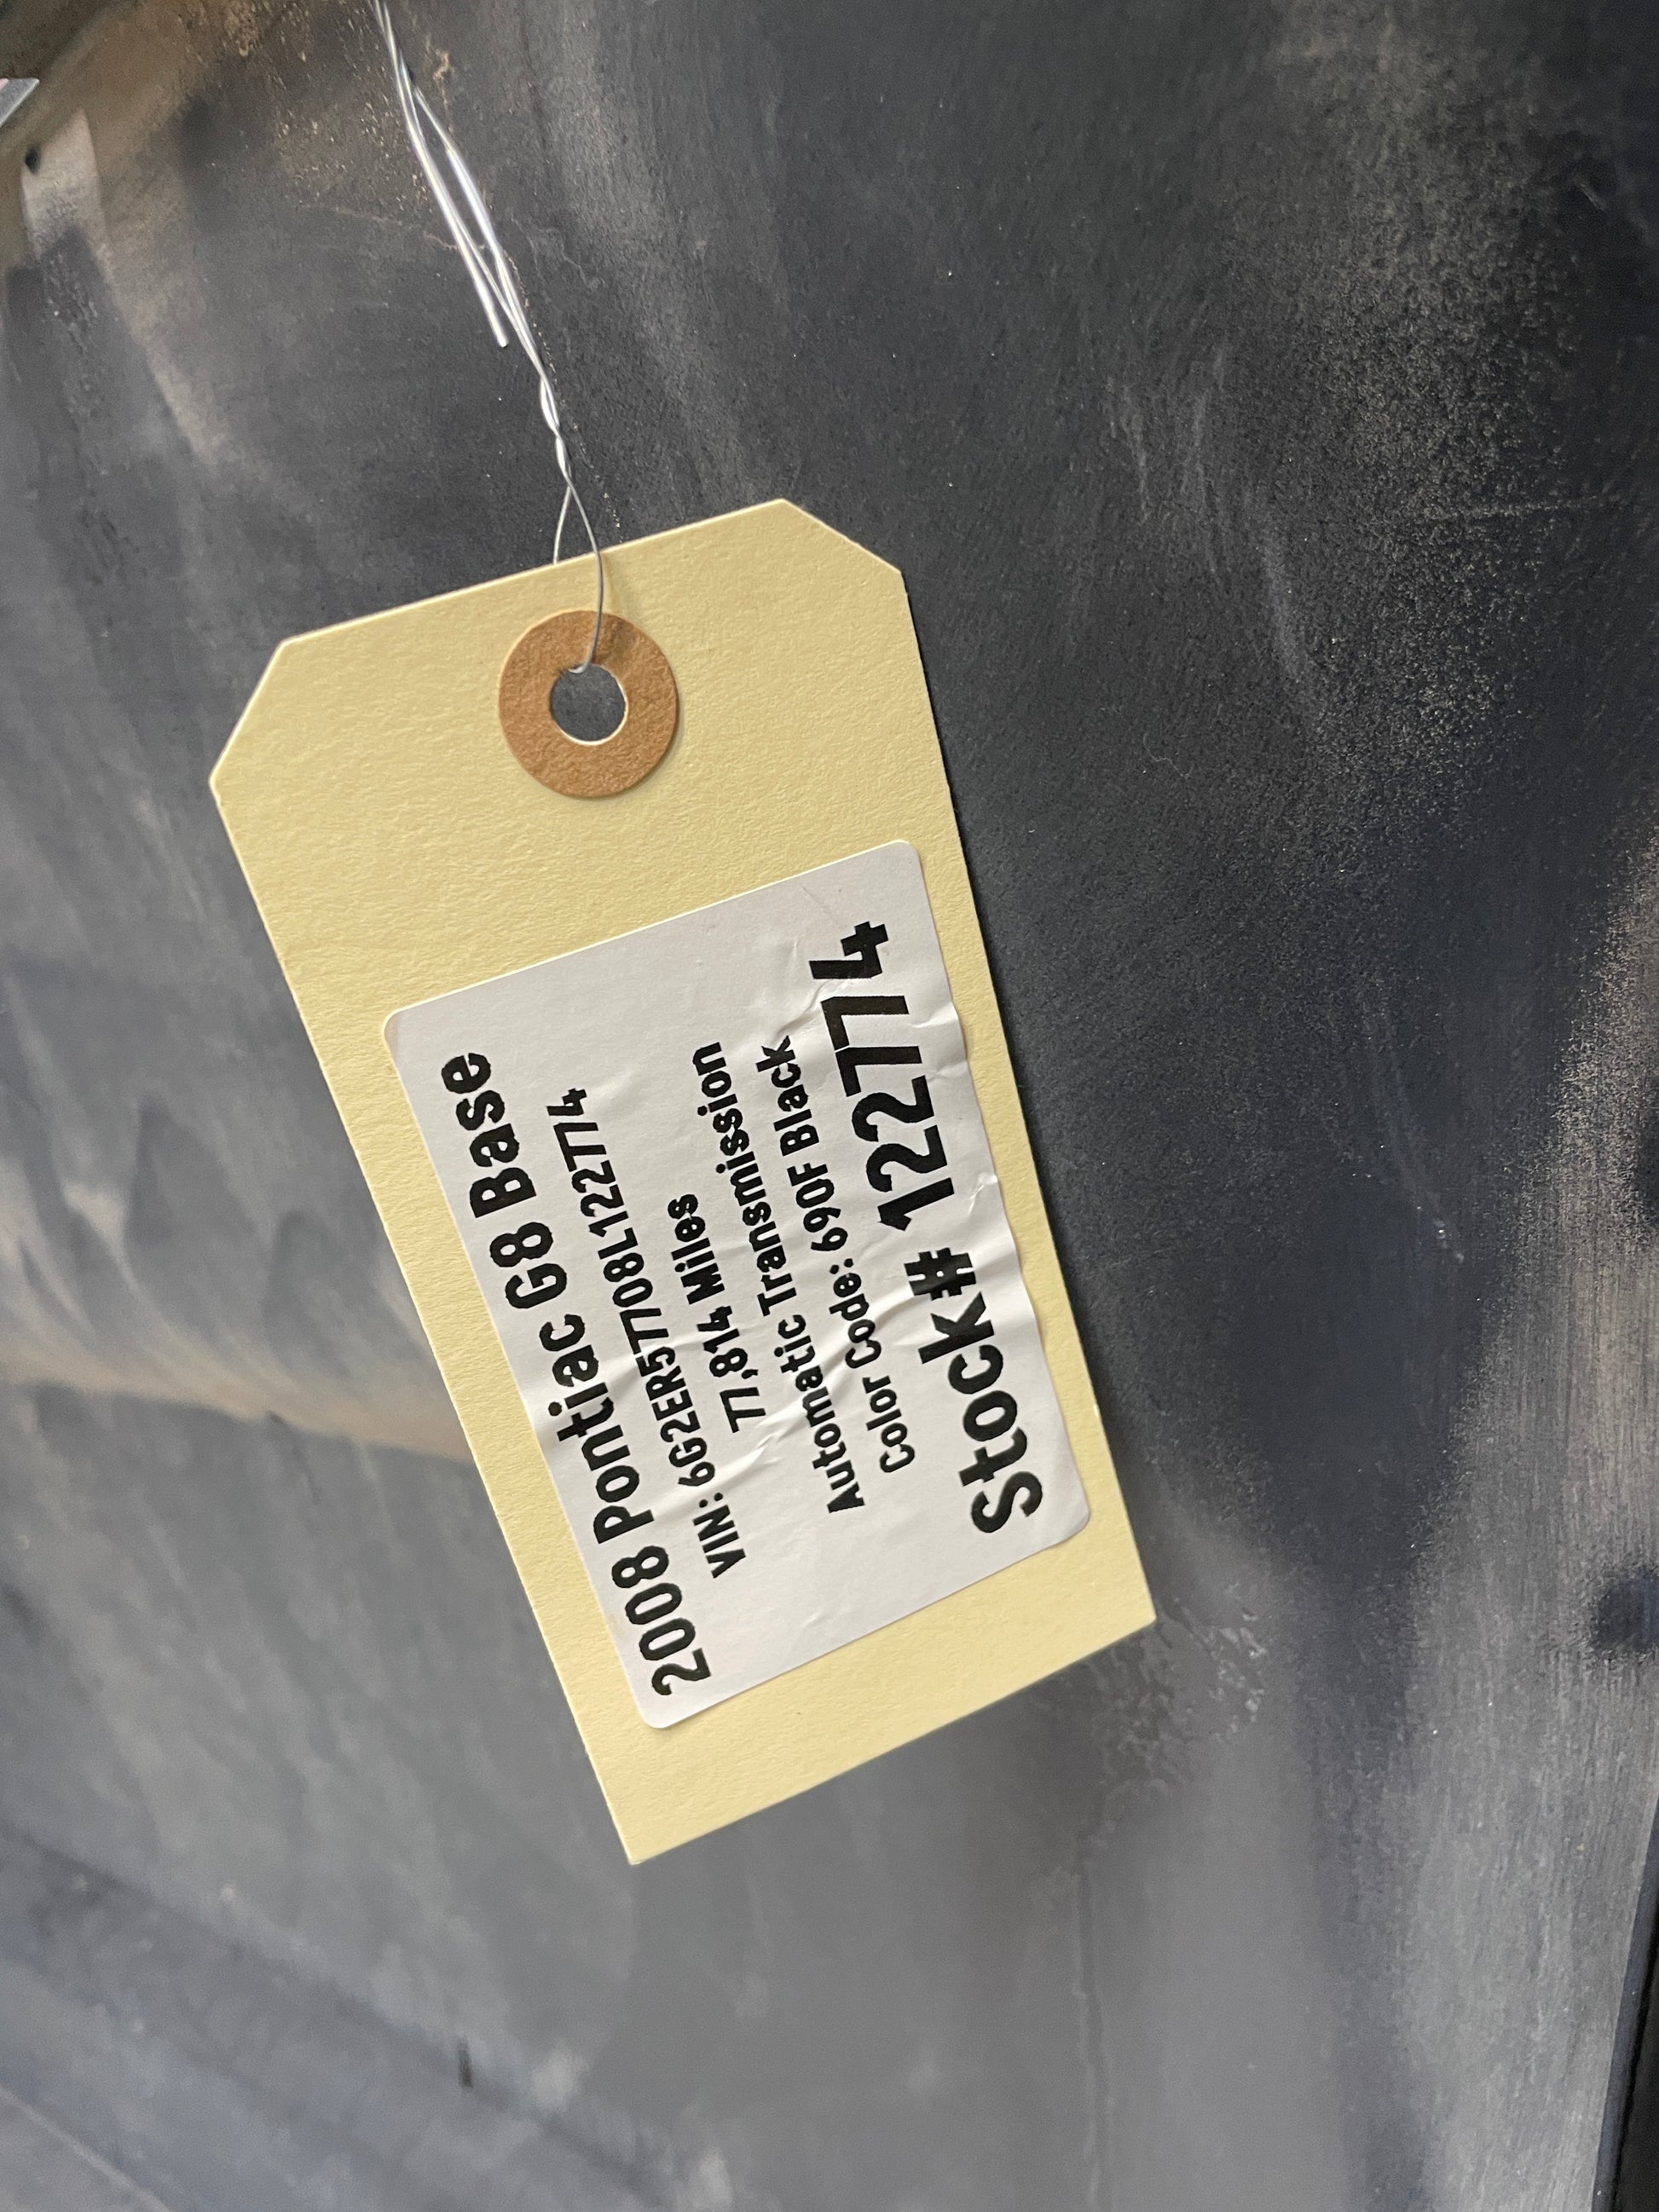 2008 Pontiac G8 Base
VIN: 6G2ER57708L122774
77,814 Miles
Automatic Transmission
Color Code: 690F Black
Stock# 122774